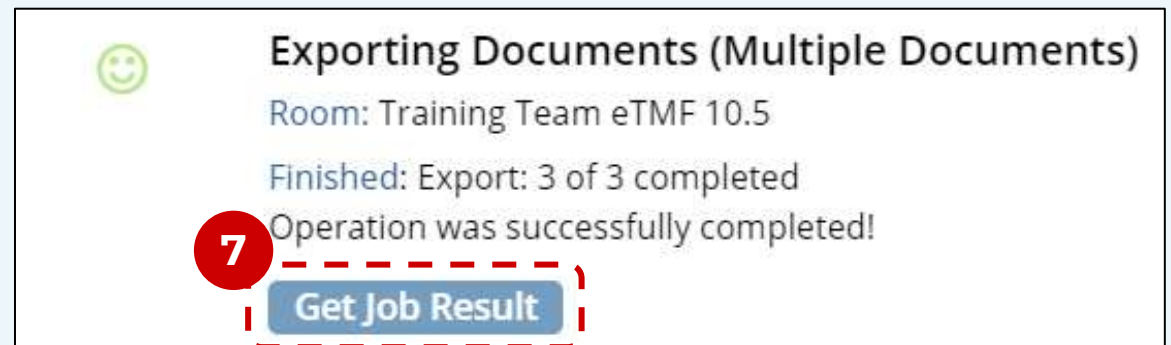 Exporting Documents (Multiple Documents)
Room: Training Team eTMF 10.5
Finished: Export: 3 of 3 completed
Operation was successfully completed!
7
Get Job Result